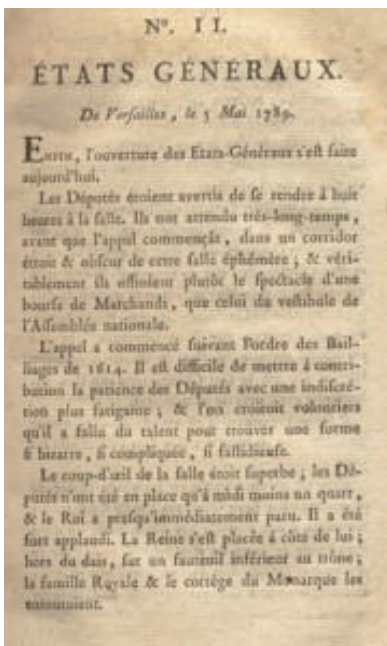 N°. II.
ÉTATS GÉNÉRAUX.
De Versailles, le 5 Mai 1789.
ENFIN, l'ouverture des Etats-Généraux s'eſt faite
aujourd'hui.
Les Députés étoient avertis de ſe rendre à huit
heures à la ſalle. Ils ont attendu très-long-temps,
avant que l'appel commençât, dans un corridor
étroit & obſcur de cette ſalle éphémère ; & véri-
tablement ils offroient plutôt le ſpectacle d'une
bourſe de Marchands, que celui du veſtibule de
l'Aſſemblée nationale.
L'appel a commencé ſuivant l'ordre des Bail-
liages de 1614. Il eſt difficile de mettre à contri-
bution la patience des Députés avec une indiſcré-
tion plus fatigante ; & l'on croiroit volontiers
qu'il a fallu du talent pour trouver une forme
ſi bizarre, ſi compliquée, ſi faſtidieuſe.
Le coup-d'œil de la ſalle étoit ſuperbe ; les Dé-
putés n'ont été en place qu'à midi moins un quart,
& le Roi a preſqu'immédiatement paru. Il a été
fort applaudi. La Reine s'eſt placée à côté de lui ;
hors du dais, ſur un fauteuil inférieur au trône ;
la famille Royale & le cortége du Monarque les
entouroient.